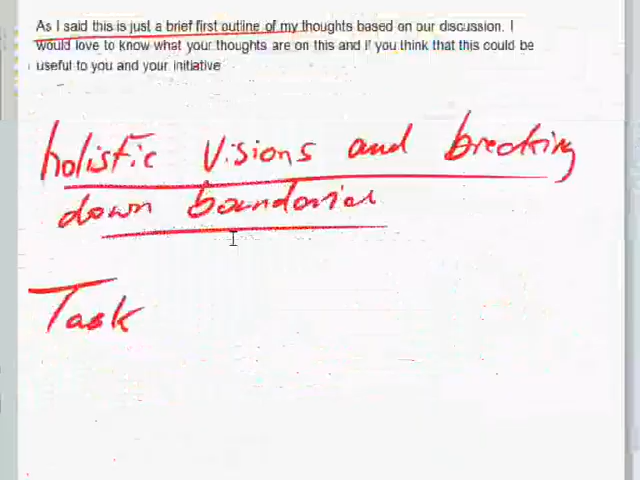 As I said this is just a brief first outline of my thoughts based on our discussion. I
would love to know what your thoughts are on this and if you think that this could be
useful to you and your initiative
holistic visions and breaking
down boundaries
Task